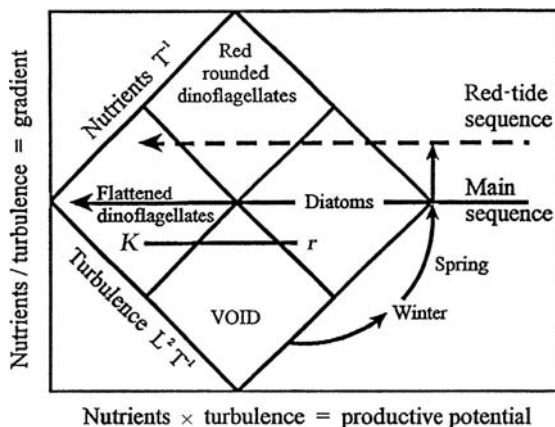 Nutrients / turbulence = gradient
Nutrients T⁻¹
Red
rounded
dinoflagellates
Red-tide
sequence
Flattened
dinoflagellates
Diatoms
Main
sequence
K
r
Spring
Turbulence L² T⁻¹
VOID
Winter
Nutrients × turbulence = productive potential